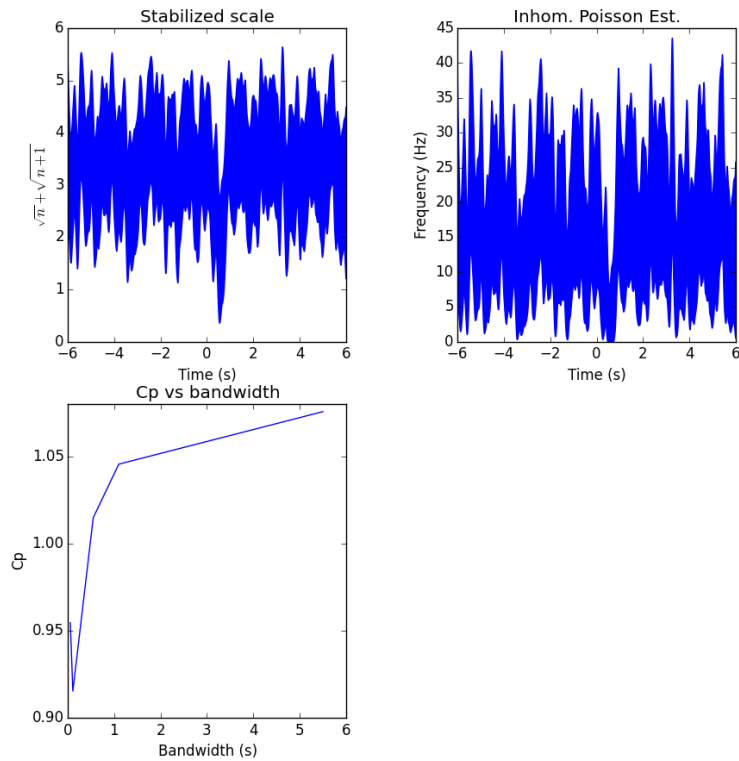 Stabilized scale
6
5
4
3
2
1
0
√n + √n + 1
−6 −4 −2 0 2 4 6
Time (s)
Inhom. Poisson Est.
45
40
35
30
25
20
15
10
5
0
Frequency (Hz)
−6 −4 −2 0 2 4 6
Time (s)
Cp vs bandwidth
1.05
1.00
0.95
0.90
Cp
0 1 2 3 4 5 6
Bandwidth (s)